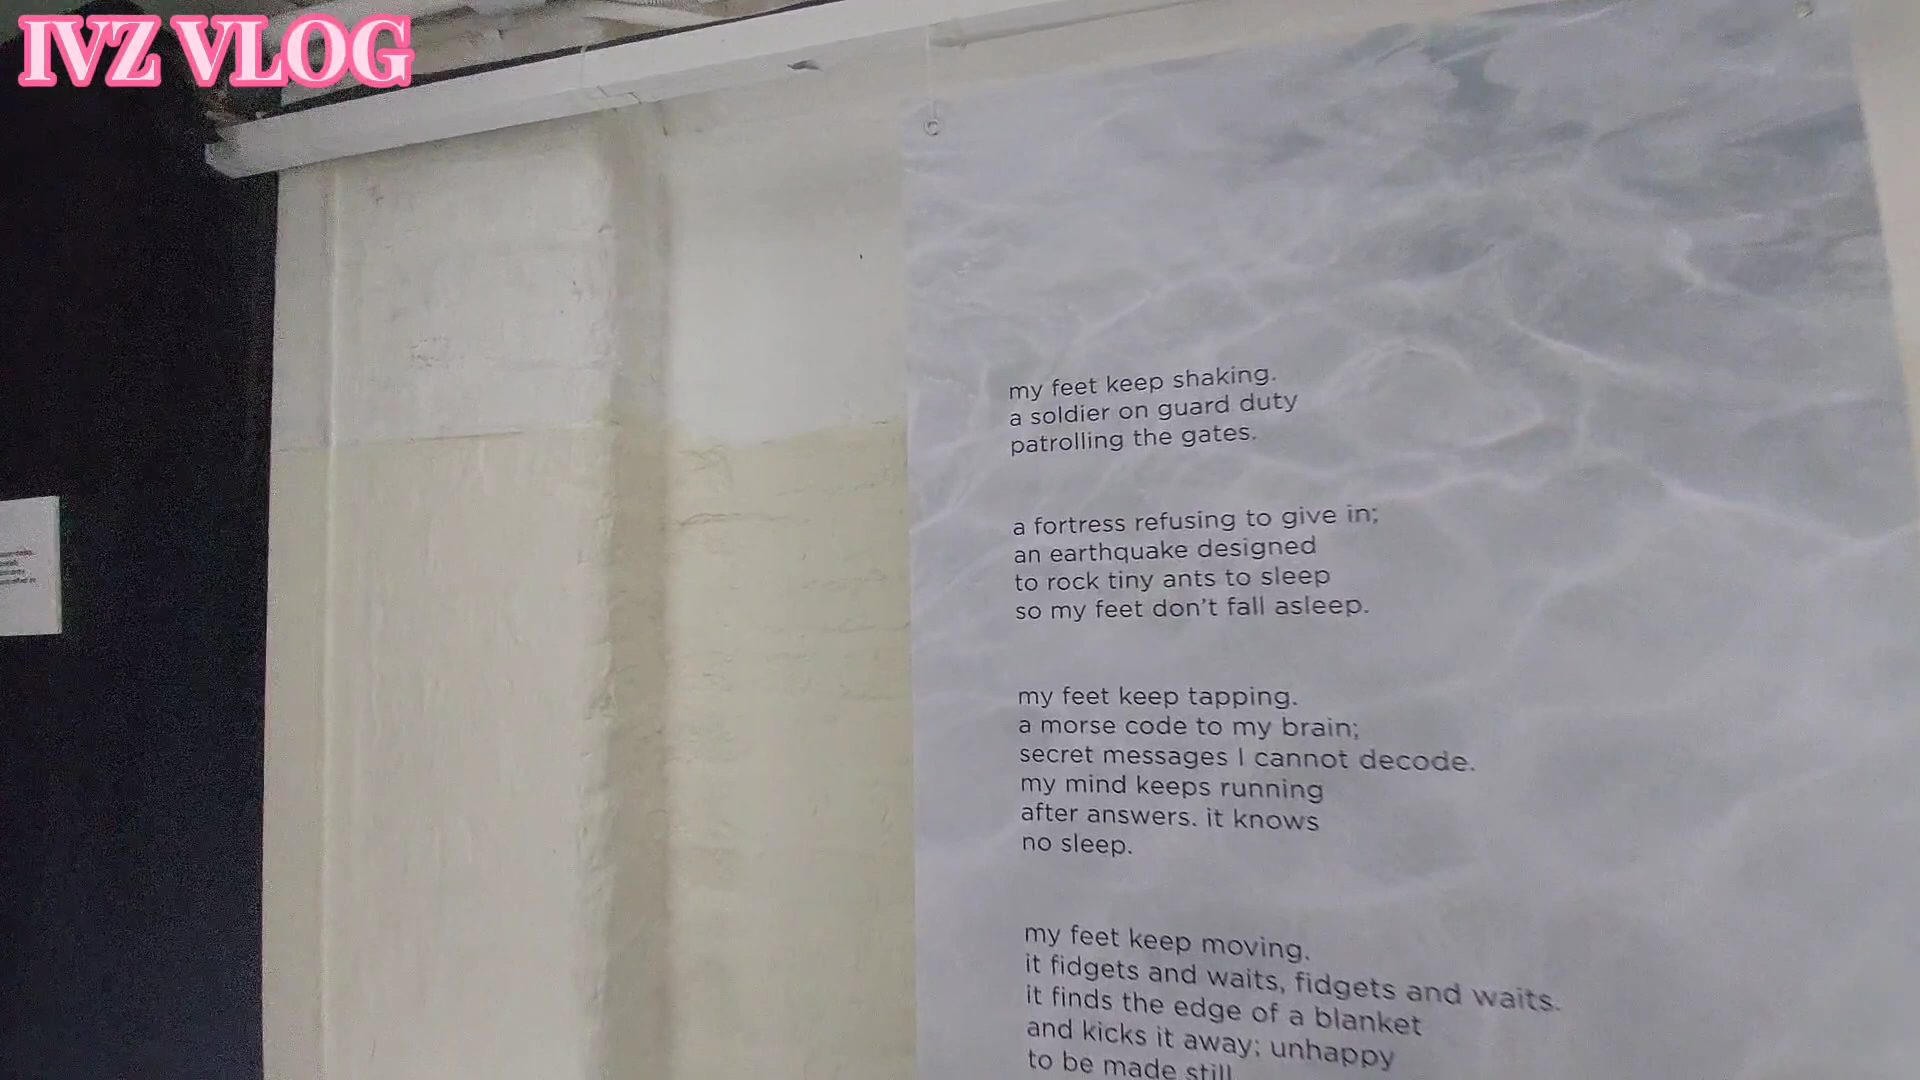 IVZ VLOG
my feet keep shaking.
a soldier on guard duty
patrolling the gates.
a fortress refusing to give in;
an earthquake designed
to rock tiny ants to sleep
so my feet don't fall asleep.
my feet keep tapping.
a morse code to my brain;
secret messages I cannot decode.
my mind keeps running
after answers. it knows
no sleep.
my feet keep moving.
it fidgets and waits, fidgets and waits.
it finds the edge of a blanket
and kicks it away; unhappy
to be made still